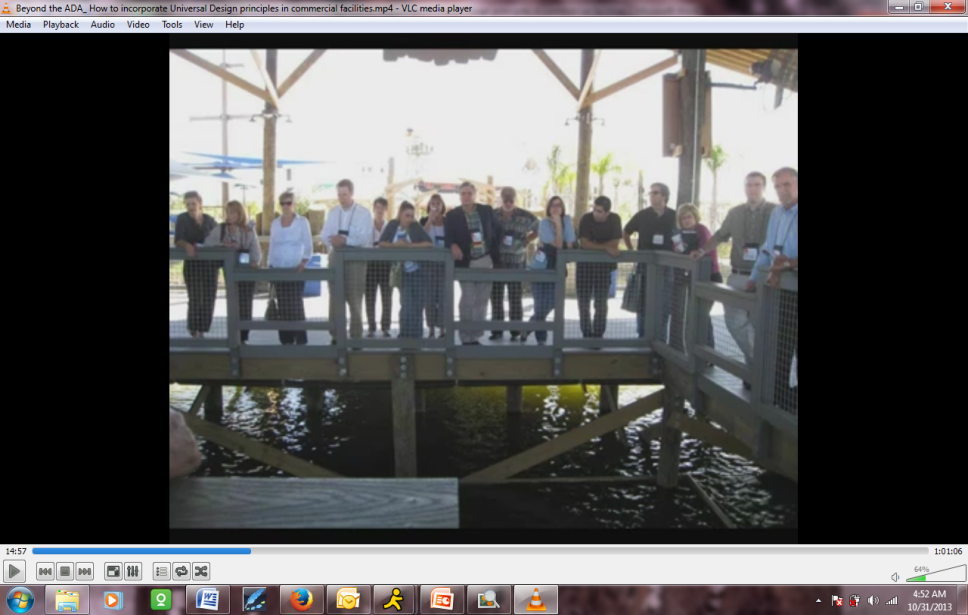 Beyond the ADA_ How to incorporate Universal Design principles in commercial facilities.mp4 - VLC media player
Media Playback Audio Video Tools View Help
14:57
1:01:06
64%
4:52 AM
10/31/2013